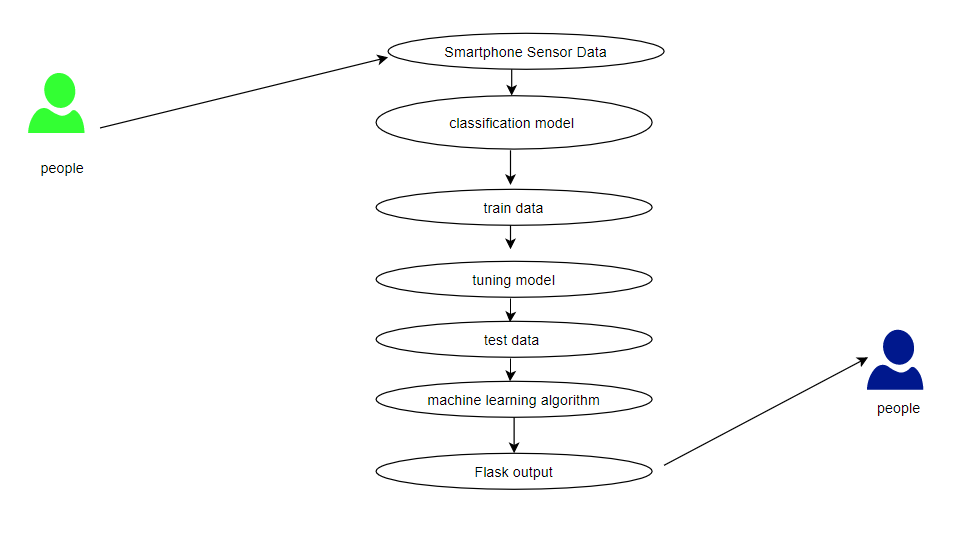 Smartphone Sensor Data
classification model
people
train data
tuning model
test data
machine learning algorithm
people
Flask output